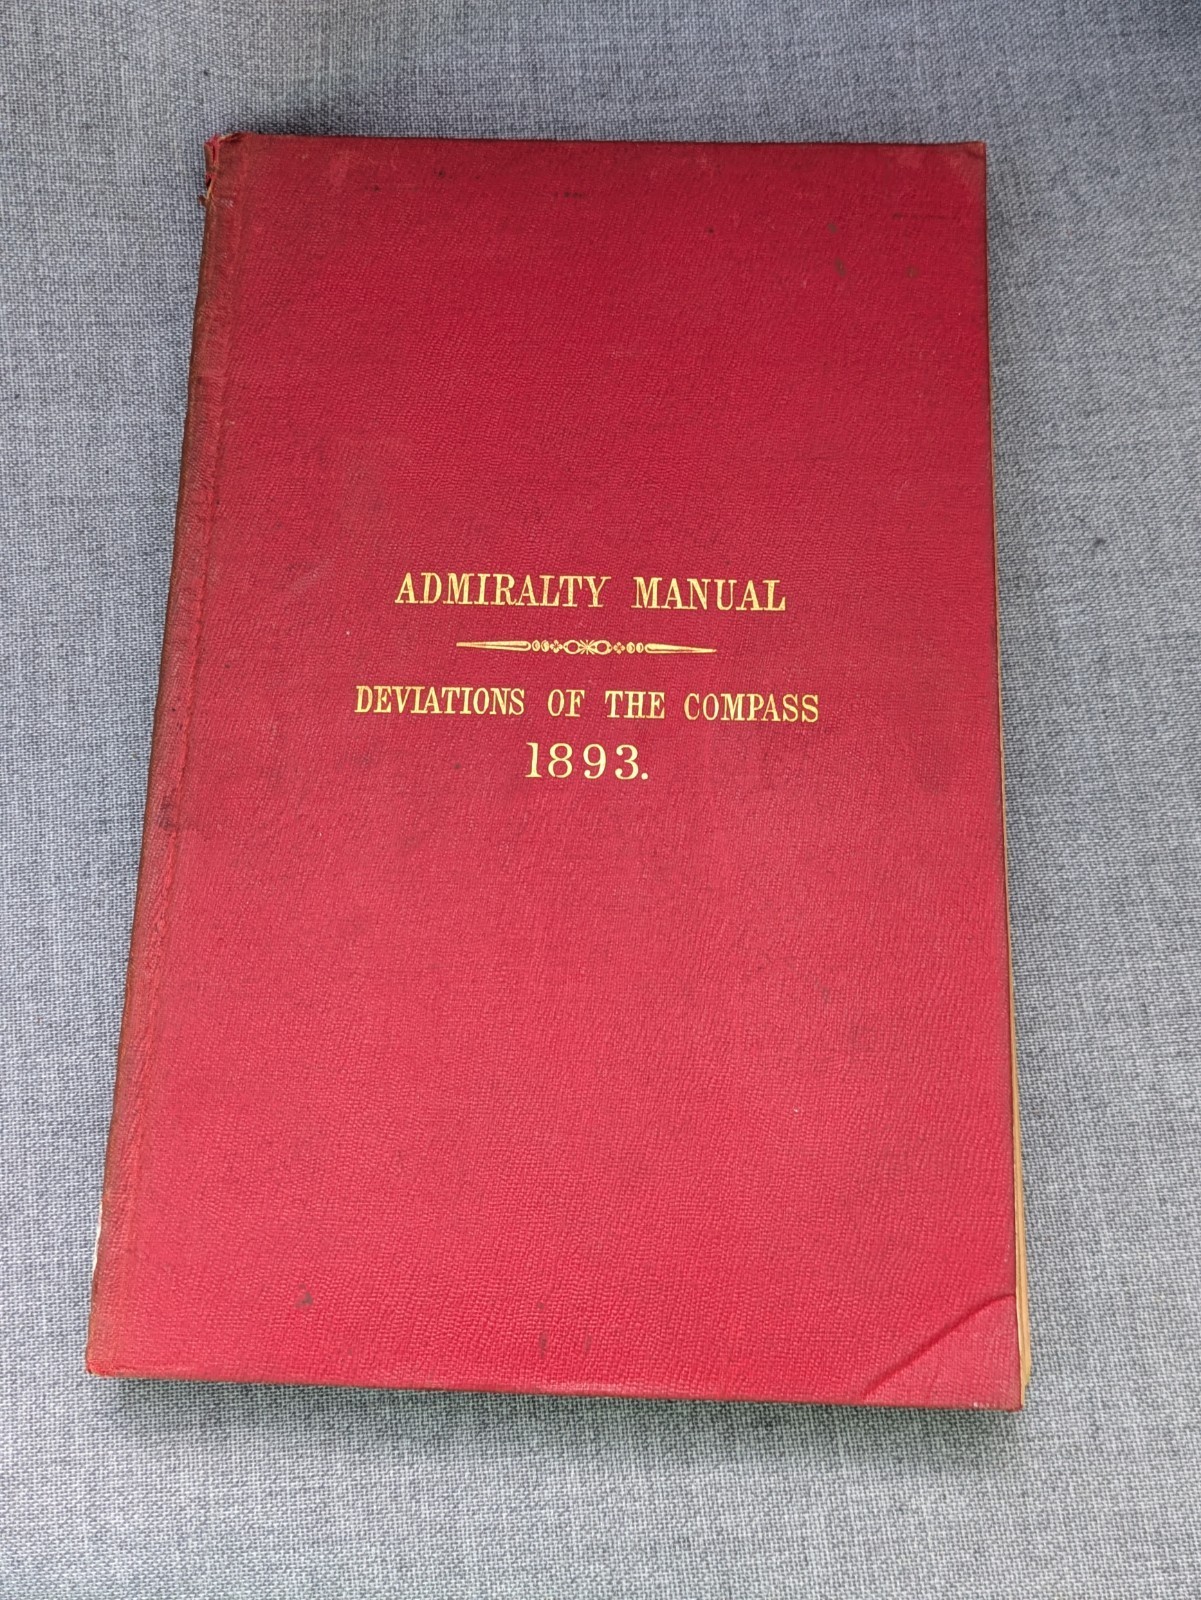 ADMIRALTY MANUAL
DEVIATIONS OF THE COMPASS
1893.